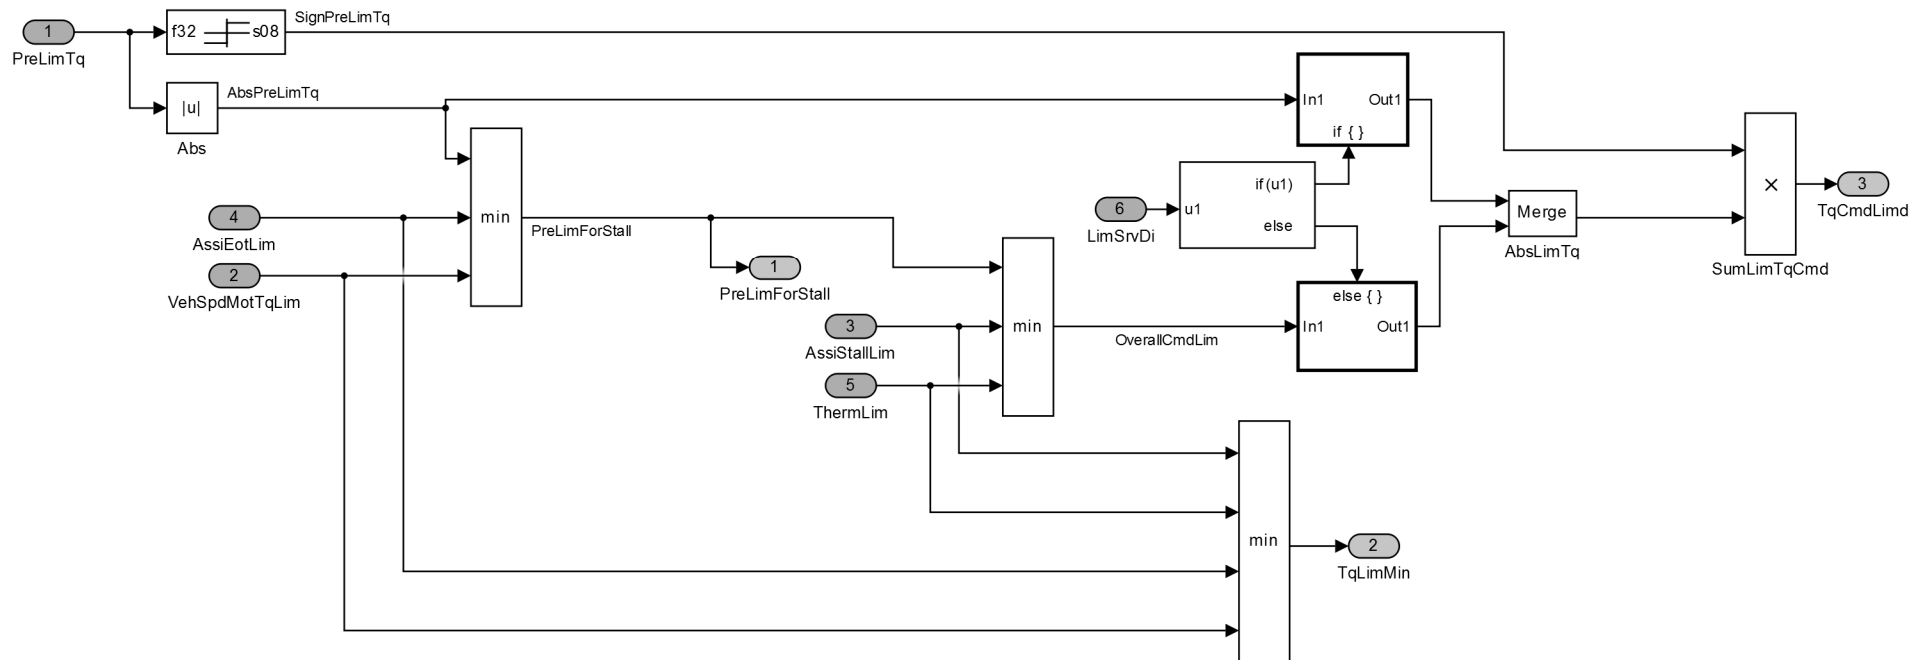 1
PreLimTq
f32
s08
SignPreLimTq
|u|
Abs
AbsPreLimTq
4
AssiEotLim
2
VehSpdMotTqLim
min
PreLimForStall
1
PreLimForStall
3
AssiStallLim
5
ThermLim
min
OverallCmdLim
6
LimSrvDi
u1
if(u1)
else
In1
Out1
if { }
else { }
In1
Out1
Merge
AbsLimTq
×
SumLimTqCmd
3
TqCmdLimd
min
2
TqLimMin